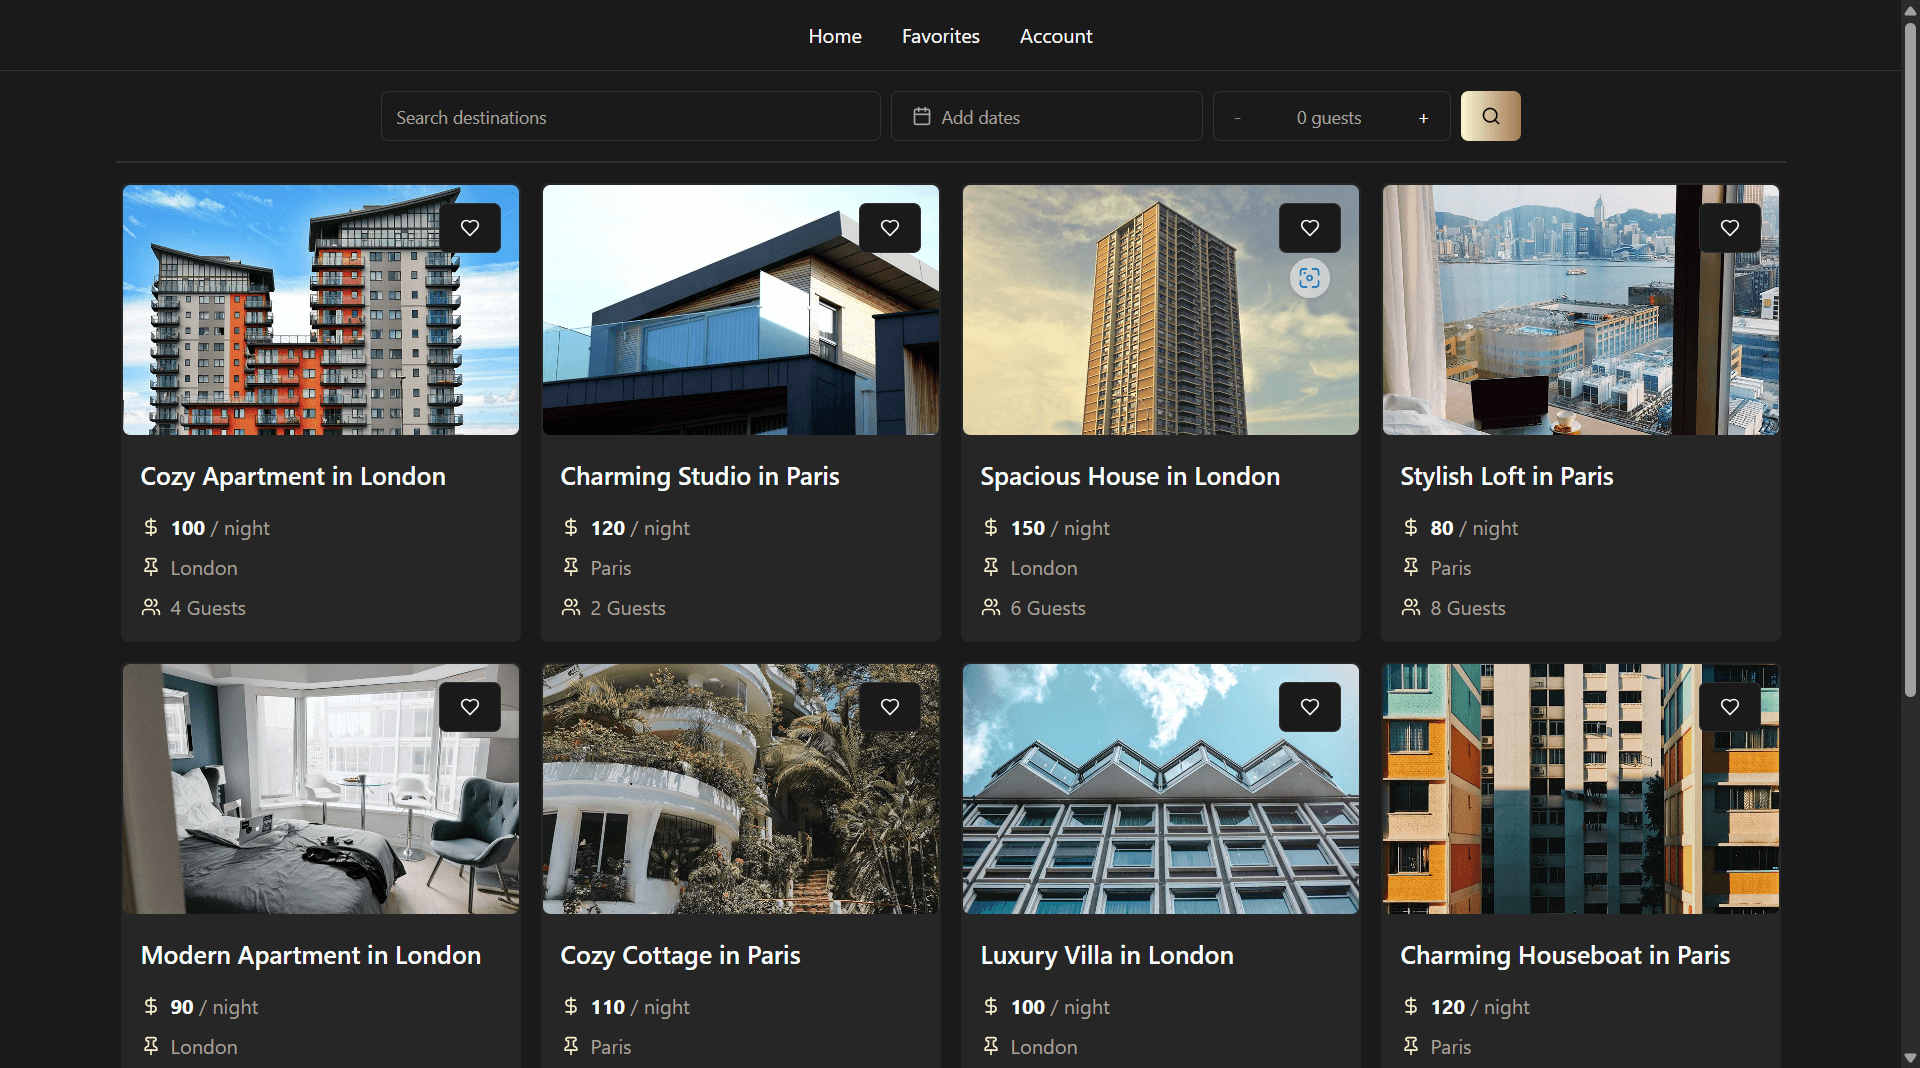 Home Favorites Account
Search destinations Add dates - 0 guests +
Cozy Apartment in London
$ 100 / night
London
4 Guests
Charming Studio in Paris
$ 120 / night
Paris
2 Guests
Spacious House in London
$ 150 / night
London
6 Guests
Stylish Loft in Paris
$ 80 / night
Paris
8 Guests
Modern Apartment in London
$ 90 / night
London
Cozy Cottage in Paris
$ 110 / night
Paris
Luxury Villa in London
$ 100 / night
London
Charming Houseboat in Paris
$ 120 / night
Paris